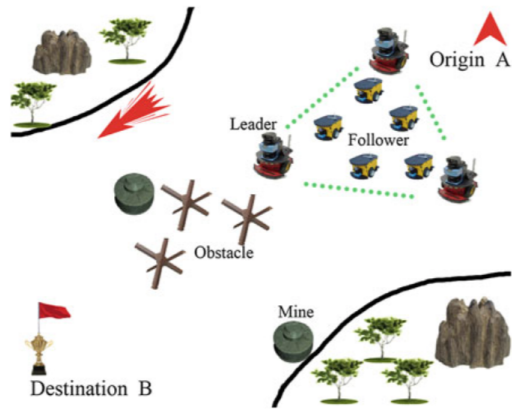 Origin A
Leader
Follower
Obstacle
Mine
Destination B